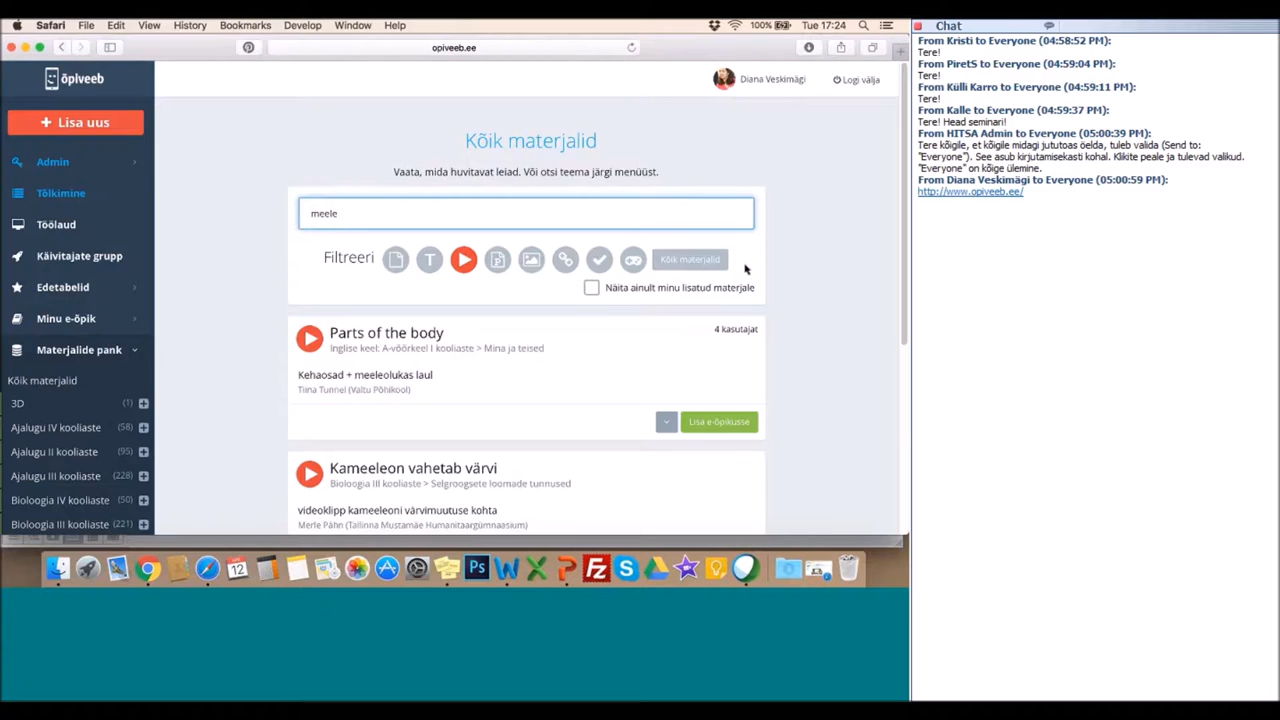 Safari File Edit View History Bookmarks Develop Window Help
100% Tue 17:24
opiveeb.ee
õpiveeb
Diana Veskimägi
Logi välja
+ Lisa uus
Admin
Tõlkimine
Töölaud
Käivitajate grupp
Edetabelid
Minu e-õpik
Materjalide pank
Kõik materjalid
3D (1)
Ajalugu IV kooliaste (58)
Ajalugu II kooliaste (95)
Ajalugu III kooliaste (228)
Bioloogia IV kooliaste (50)
Bioloogia III kooliaste (221)
Kõik materjalid
Vaata, mida huvitavat leiad. Või otsi teema järgi menüüst.
meele
Filtreeri
T
P
Kõik materjalid
Näita ainult minu lisatud materjale
Parts of the body
4 kasutajat
Inglise keel: A-võõrkeel I kooliaste > Mina ja teised
Kehaosad + meeleolukas laul
Tiina Tunnel (Valtu Põhikool)
Lisa e-õpikusse
Kameeleon vahetab värvi
Bioloogia III kooliaste > Selgroogsete loomade tunnused
videoklipp kameeleoni värvimuutuse kohta
Merle Pähn (Tallinna Mustamäe Humanitaargümnaasium)
12
Ps
Fz
Chat
From Kristi to Everyone (04:58:52 PM):
Tere!
From PiretS to Everyone (04:59:04 PM):
Tere!
From Külli Karro to Everyone (04:59:11 PM):
Tere!
From Kalle to Everyone (04:59:37 PM):
Tere! Head seminari!
From HITSA Admin to Everyone (05:00:39 PM):
Tere kõigile, et kõigile midagi jututoas öelda, tuleb valida (Send to:
"Everyone"). See asub kirjutamisekasti kohal. Klikite peale ja tulevad valikud.
"Everyone" on kõige ülemine.
From Diana Veskimägi to Everyone (05:00:59 PM):
http://www.opiveeb.ee/